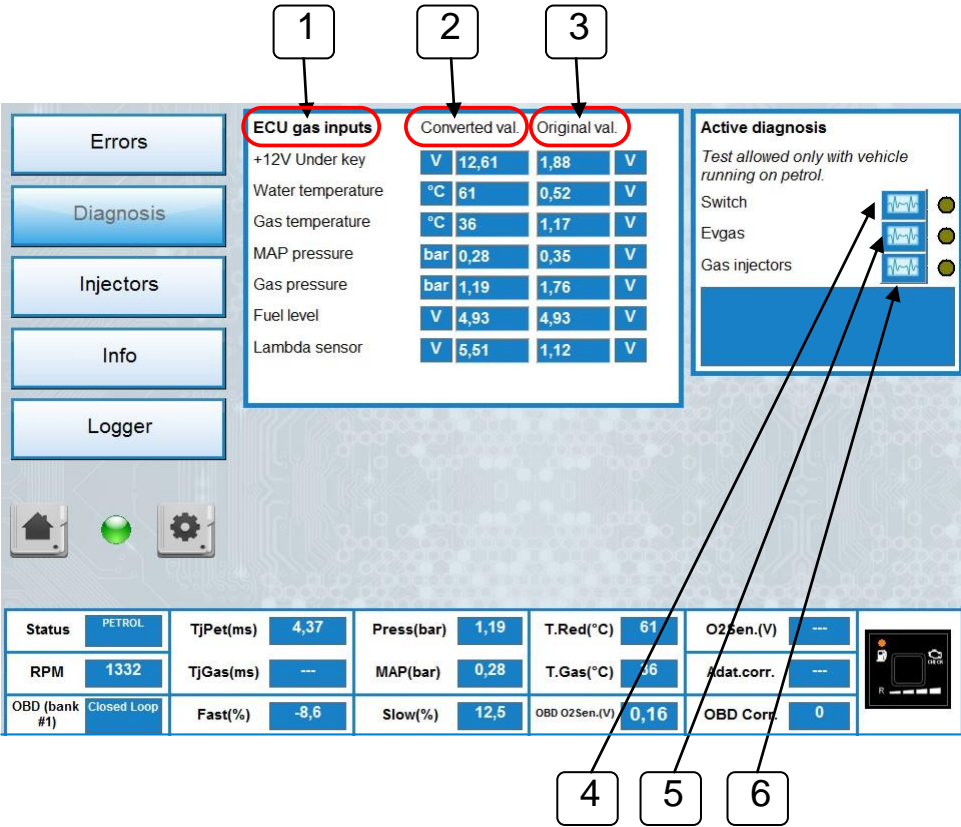 1 2 3
Errors
Diagnosis
Injectors
Info
Logger
ECU gas inputs Converted val. Original val.
+12V Under key V 12,61 1,88 V
Water temperature °C 61 0,52 V
Gas temperature °C 36 1,17 V
MAP pressure bar 0,28 0,35 V
Gas pressure bar 1,19 1,76 V
Fuel level V 4,93 4,93 V
Lambda sensor V 5,51 1,12 V
Active diagnosis
Test allowed only with vehicle
running on petrol.
Switch
Evgas
Gas injectors
Status PETROL TjPet(ms) 4,37 Press(bar) 1,19 T.Red(°C) 61 O2Sen.(V) ---
RPM 1332 TjGas(ms) --- MAP(bar) 0,28 T.Gas(°C) 36 Adat.corr. ---
OBD (bank
#1) Closed Loop Fast(%) -8,6 Slow(%) 12,5 OBD O2Sen.(V) 0,16 OBD Corr. 0
CHECK
R
4 5 6